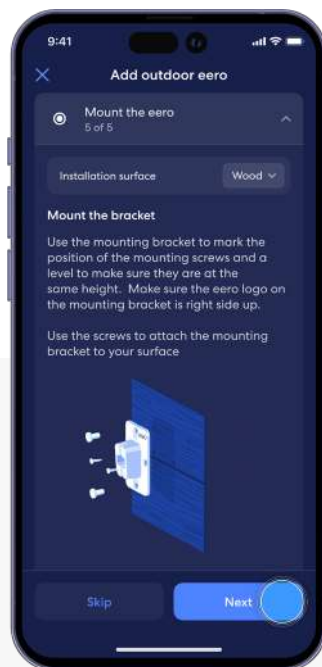 9:41
Add outdoor eero
Mount the eero
5 of 5
Installation surface
Wood
Mount the bracket
Use the mounting bracket to mark the
position of the mounting screws and a
level to make sure they are at the
same height. Make sure the eero logo on
the mounting bracket is right side up.
Use the screws to attach the mounting
bracket to your surface
Skip
Next